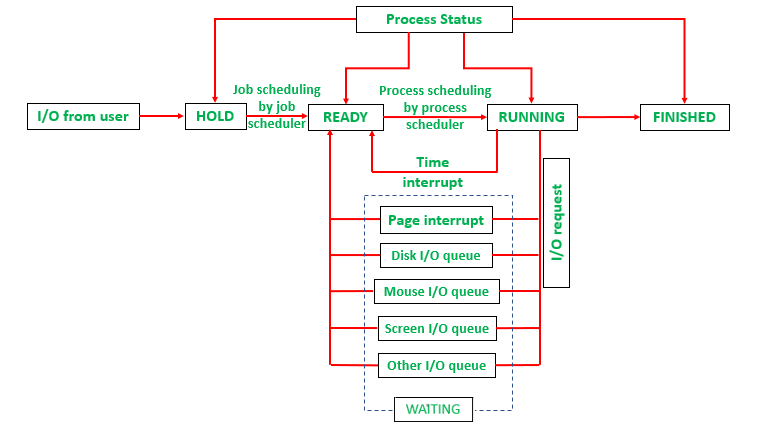 Process Status
Job scheduling
by job
scheduler
Process scheduling
by process
scheduler
I/O from user
HOLD
READY
RUNNING
FINISHED
Time
interrupt
I/O request
Page interrupt
Disk I/O queue
Mouse I/O queue
Screen I/O queue
Other I/O queue
WAITING